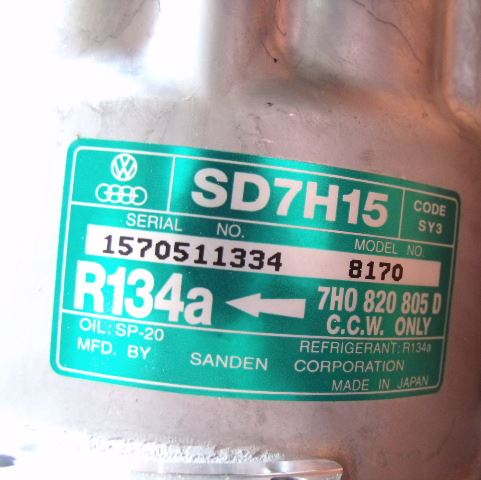 SD7H15
CODE
SY3
SERIAL NO.
MODEL NO.
1570511334 8170
R134a 7H0 820 805 D
C.C.W. ONLY
OIL: SP-20
REFRIGERANT: R134a
MFD. BY SANDEN CORPORATION
MADE IN JAPAN